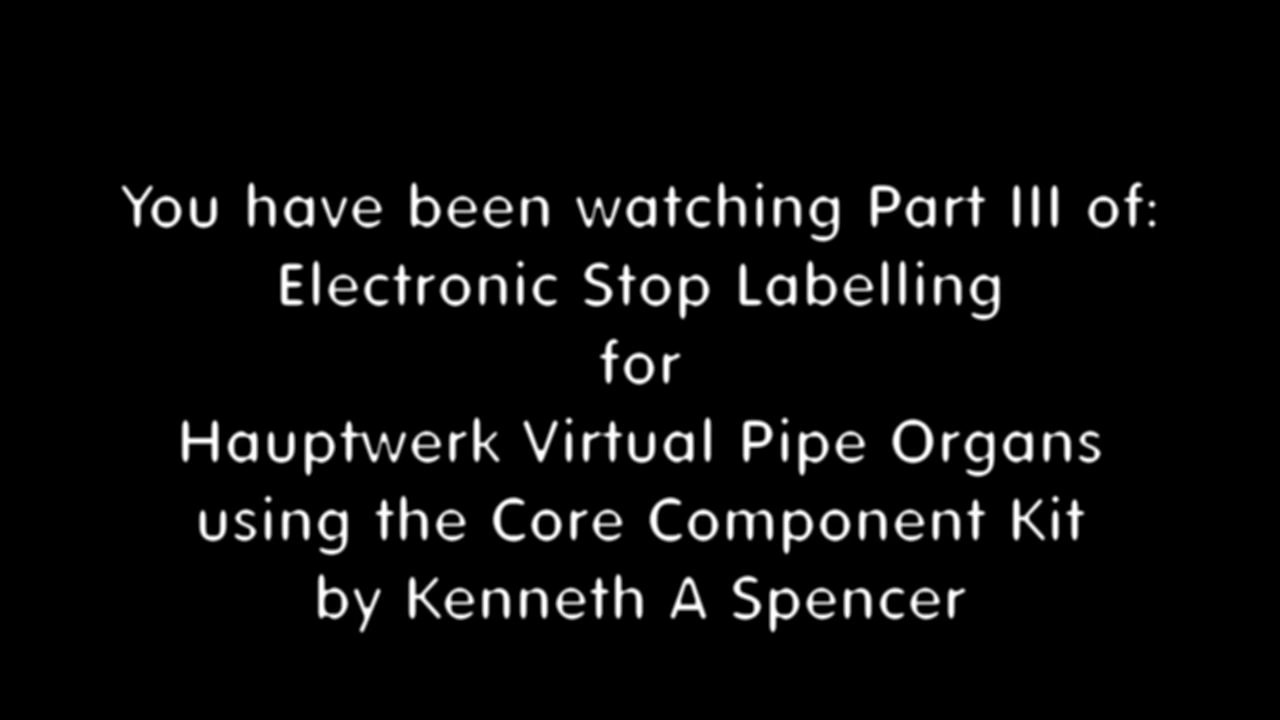 You have been watching Part III of:
Electronic Stop Labelling
for
Hauptwerk Virtual Pipe Organs
using the Core Component Kit
by Kenneth A Spencer